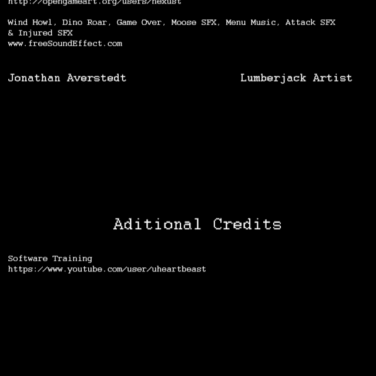 http://opengameart.org/users/nexust
Wind Howl, Dino Roar, Game Over, Moose SFX, Menu Music, Attack SFX
& Injured SFX
www.freeSoundEffect.com
Jonathan Averstedt Lumberjack Artist
Aditional Credits
Software Training
https://www.youtube.com/user/uheartbeast